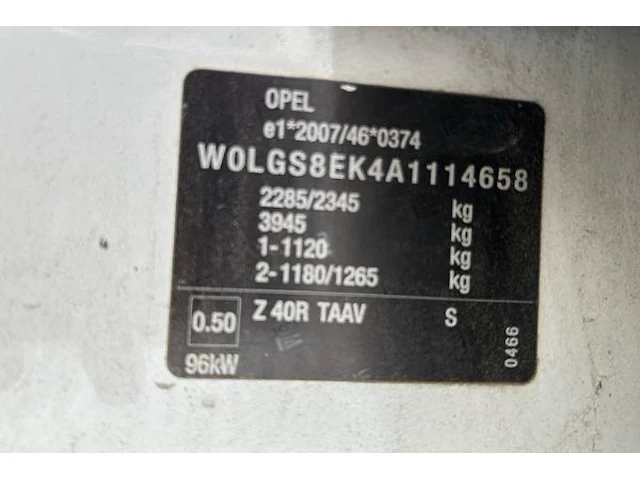 OPEL
e1*2007/46*0374
W0LGS8EK4A1114658
2285/2345 kg
3945 kg
1-1120 kg
2-1180/1265 kg
0.50 Z 40R TAAV S
96kW
0466